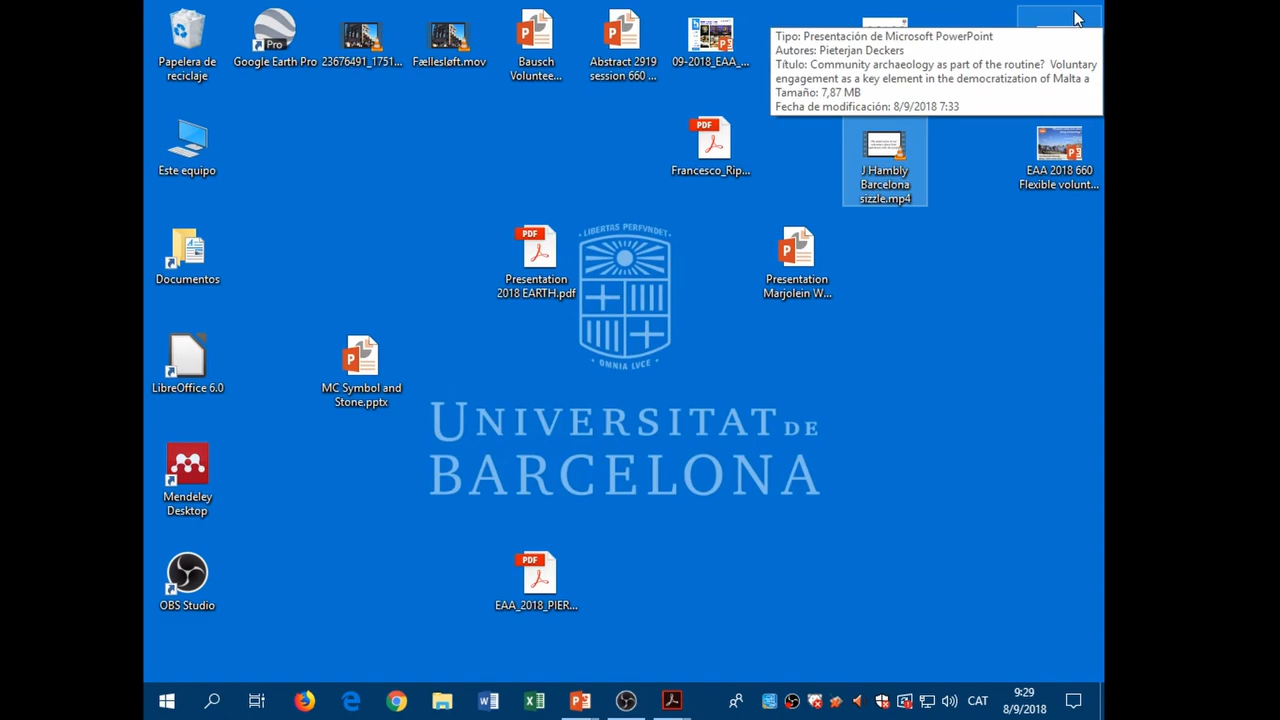 Papelera de
reciclaje
Pro
Google Earth Pro
23676491_1751...
Fællesløft.mov
Bausch
Voluntee...
Abstract 2919
session 660 ...
09-2018_EAA_...
Tipo: Presentación de Microsoft PowerPoint
Autores: Pieterjan Deckers
Título: Community archaeology as part of the routine? Voluntary
engagement as a key element in the democratization of Malta a
Tamaño: 7,87 MB
Fecha de modificación: 8/9/2018 7:33
Este equipo
PDF
Francesco_Rip...
J Hambly
Barcelona
sizzle.mp4
EAA 2018 660
Flexible volunt...
Documentos
PDF
Presentation
2018 EARTH.pdf
Presentation
Marjolein W...
LIBERTAS PERFVNDET
OMNIA LVCE
LibreOffice 6.0
MC Symbol and
Stone.pptx
UNIVERSITAT DE
BARCELONA
Mendeley
Desktop
OBS Studio
PDF
EAA_2018_PIER...
CAT
9:29
8/9/2018